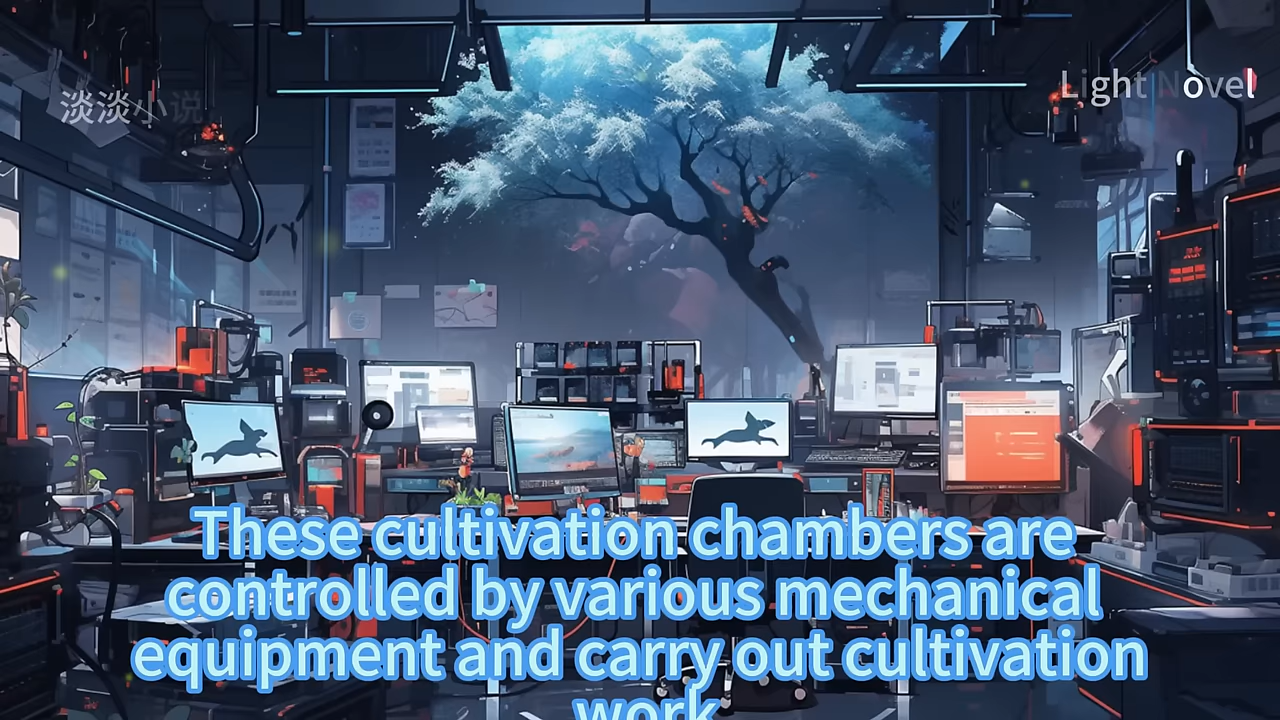 淡淡小说
Light Novel
These cultivation chambers are
controlled by various mechanical
equipment and carry out cultivation
work